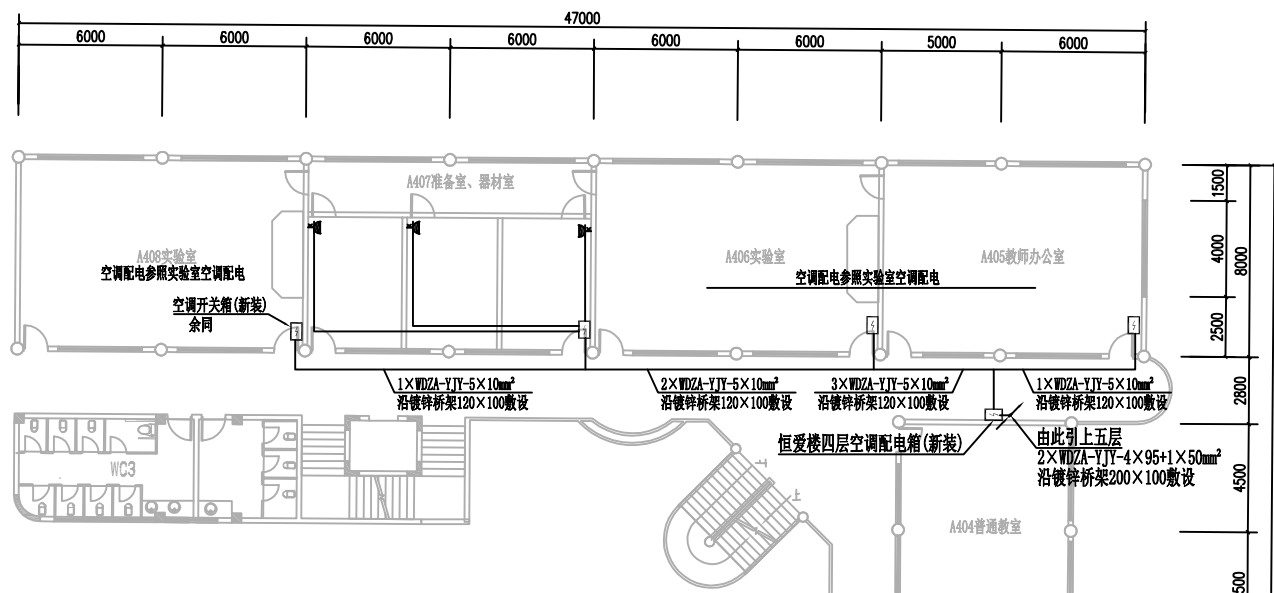 47000
6000 6000 6000 6000 6000 6000 5000 6000
A407准备室、器材室
1500
4000
8000
2500
2800
4500
500
A408实验室
空调配电参照实验室空调配电
空调开关箱(新装)
余同
A406实验室
空调配电参照实验室空调配电
A405教师办公室
1×WDZA-YJY-5×10mm²
沿镀锌桥架120×100敷设
2×WDZA-YJY-5×10mm²
沿镀锌桥架120×100敷设
3×WDZA-YJY-5×10mm²
沿镀锌桥架120×100敷设
1×WDZA-YJY-5×10mm²
沿镀锌桥架120×100敷设
恒爱楼四层空调配电箱(新装)
由此引上五层
2×WDZA-YJY-4×95+1×50mm²
沿镀锌桥架200×100敷设
WC3
上
上
A404普通教室